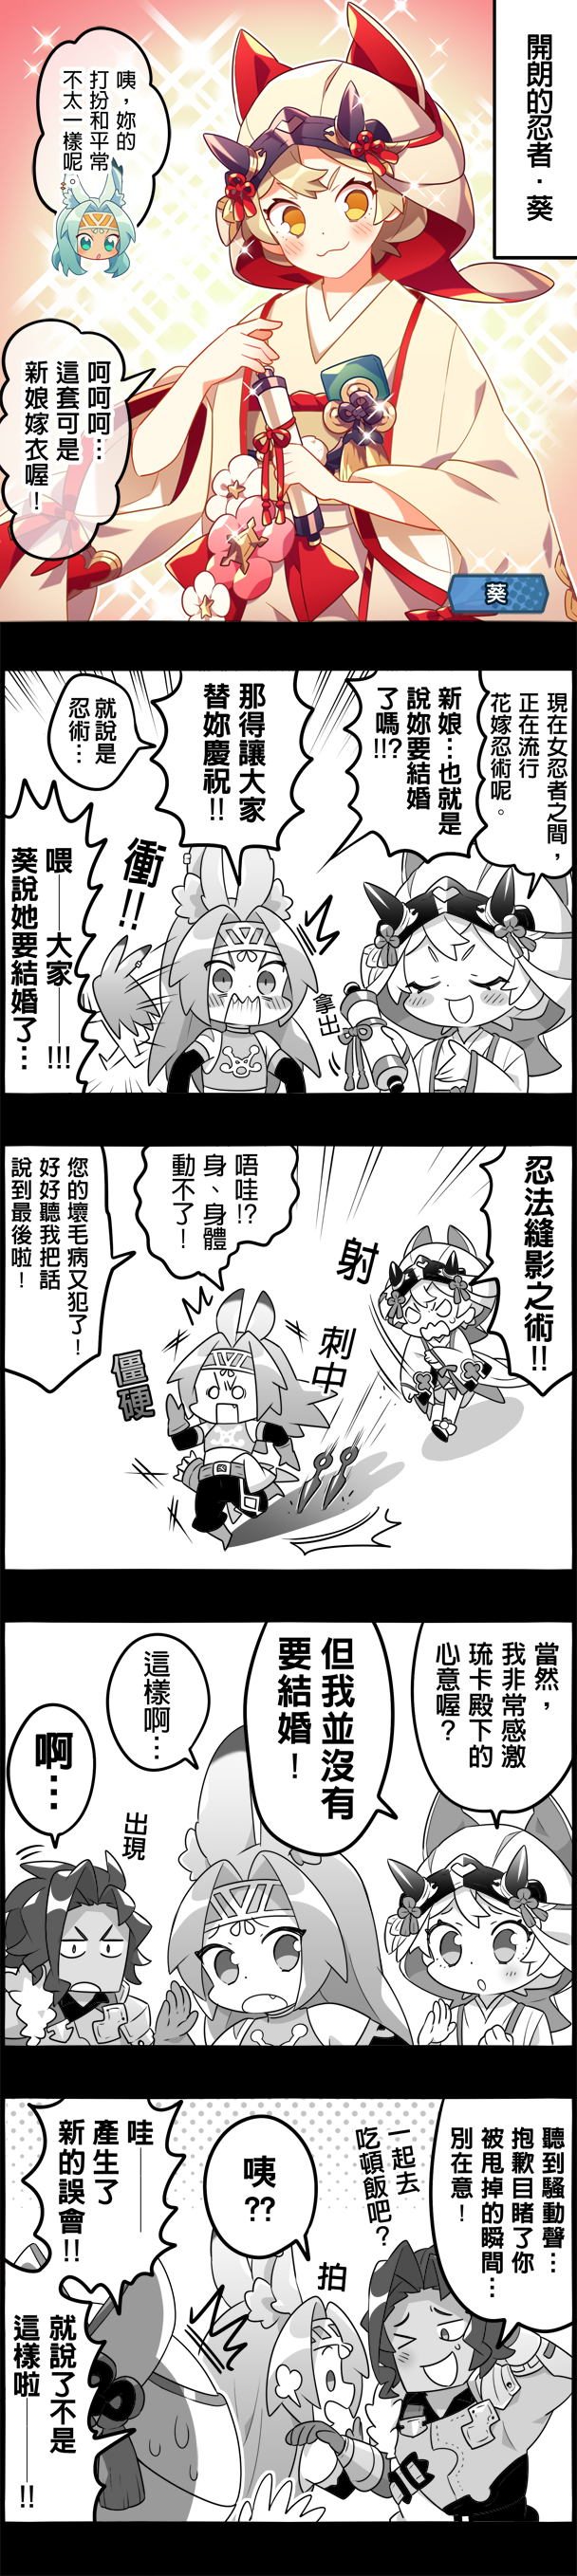 開朗的忍者・葵
咦，妳的
打扮和平常
不太一樣呢。
呵呵呵…
這套可是
新娘嫁衣喔！
葵
現在女忍者之間，
正在流行
花嫁忍術呢。
新娘…也就是
說妳要結婚
了嗎!!?
那得讓大家
替妳慶祝!!
就說是
忍術…
拿出
衝!!
喂——大家——!!!
葵說她要結婚了…
忍法縫影之術!!
射
刺中
唔哇!?
身、身體
動不了！
僵硬
您的壞毛病又犯了！
好好聽我把話
說到最後啦！
當然，
我非常感激
琉卡殿下的
心意喔？
但我並沒有
要結婚！
這樣啊…
出現
啊…
聽到騷動聲…
抱歉目睹了你
被甩掉的瞬間…
別在意！
一起去
吃頓飯吧？
拍
咦??
哇——
產生了
新的誤會!!
就說了不是
這樣啦——!!